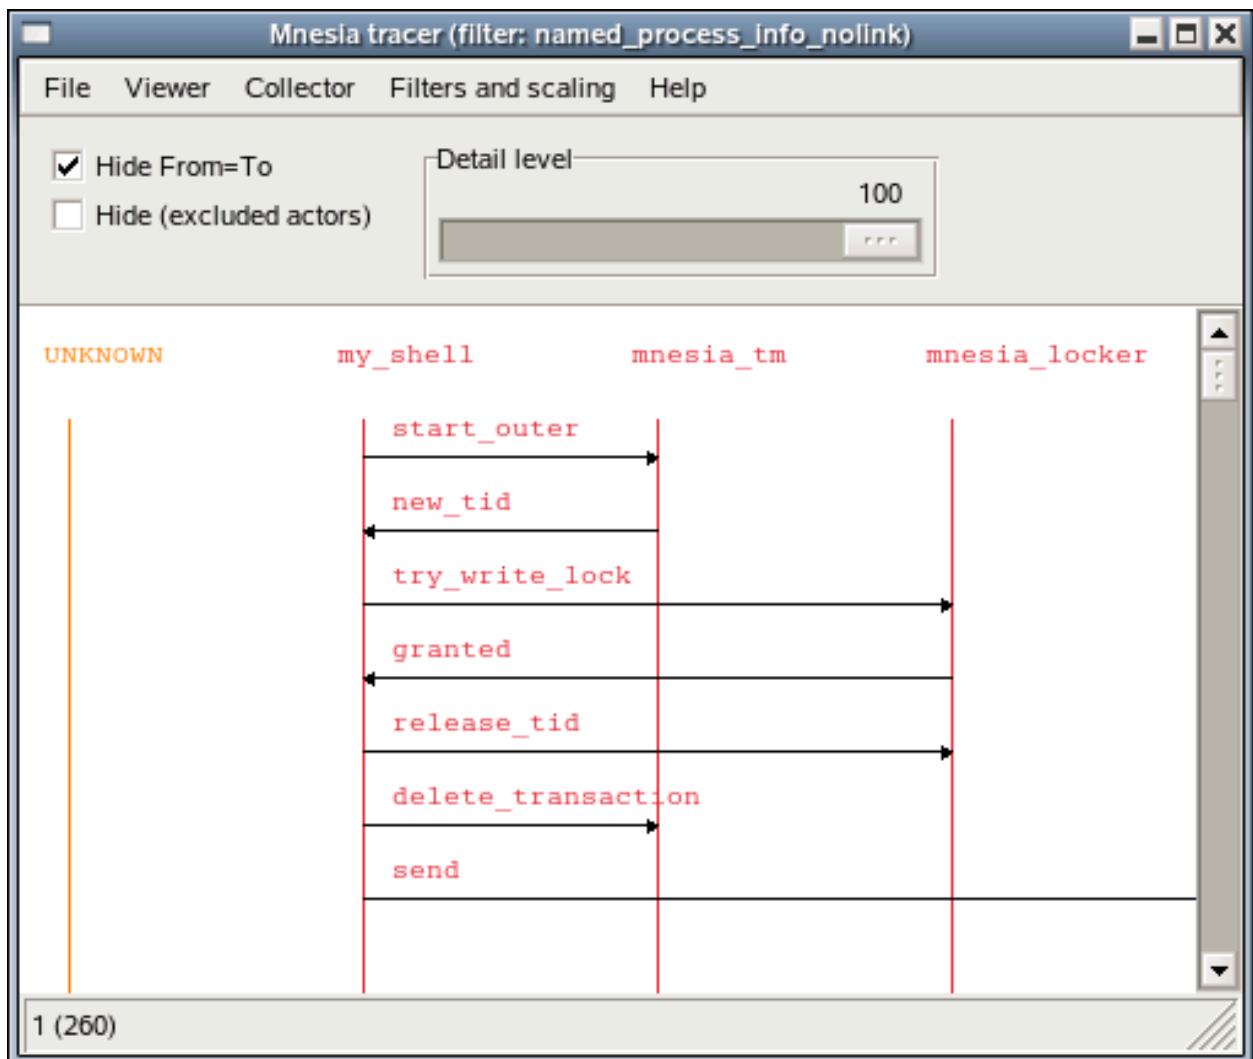 Mnesia tracer (filter: named_process_info_nolink)
File Viewer Collector Filters and scaling Help
Hide From=To
Hide (excluded actors)
Detail level
100
UNKNOWN my_shell mnesia_tm mnesia_locker
start_outer
new_tid
try_write_lock
granted
release_tid
delete_transaction
send
1 (260)